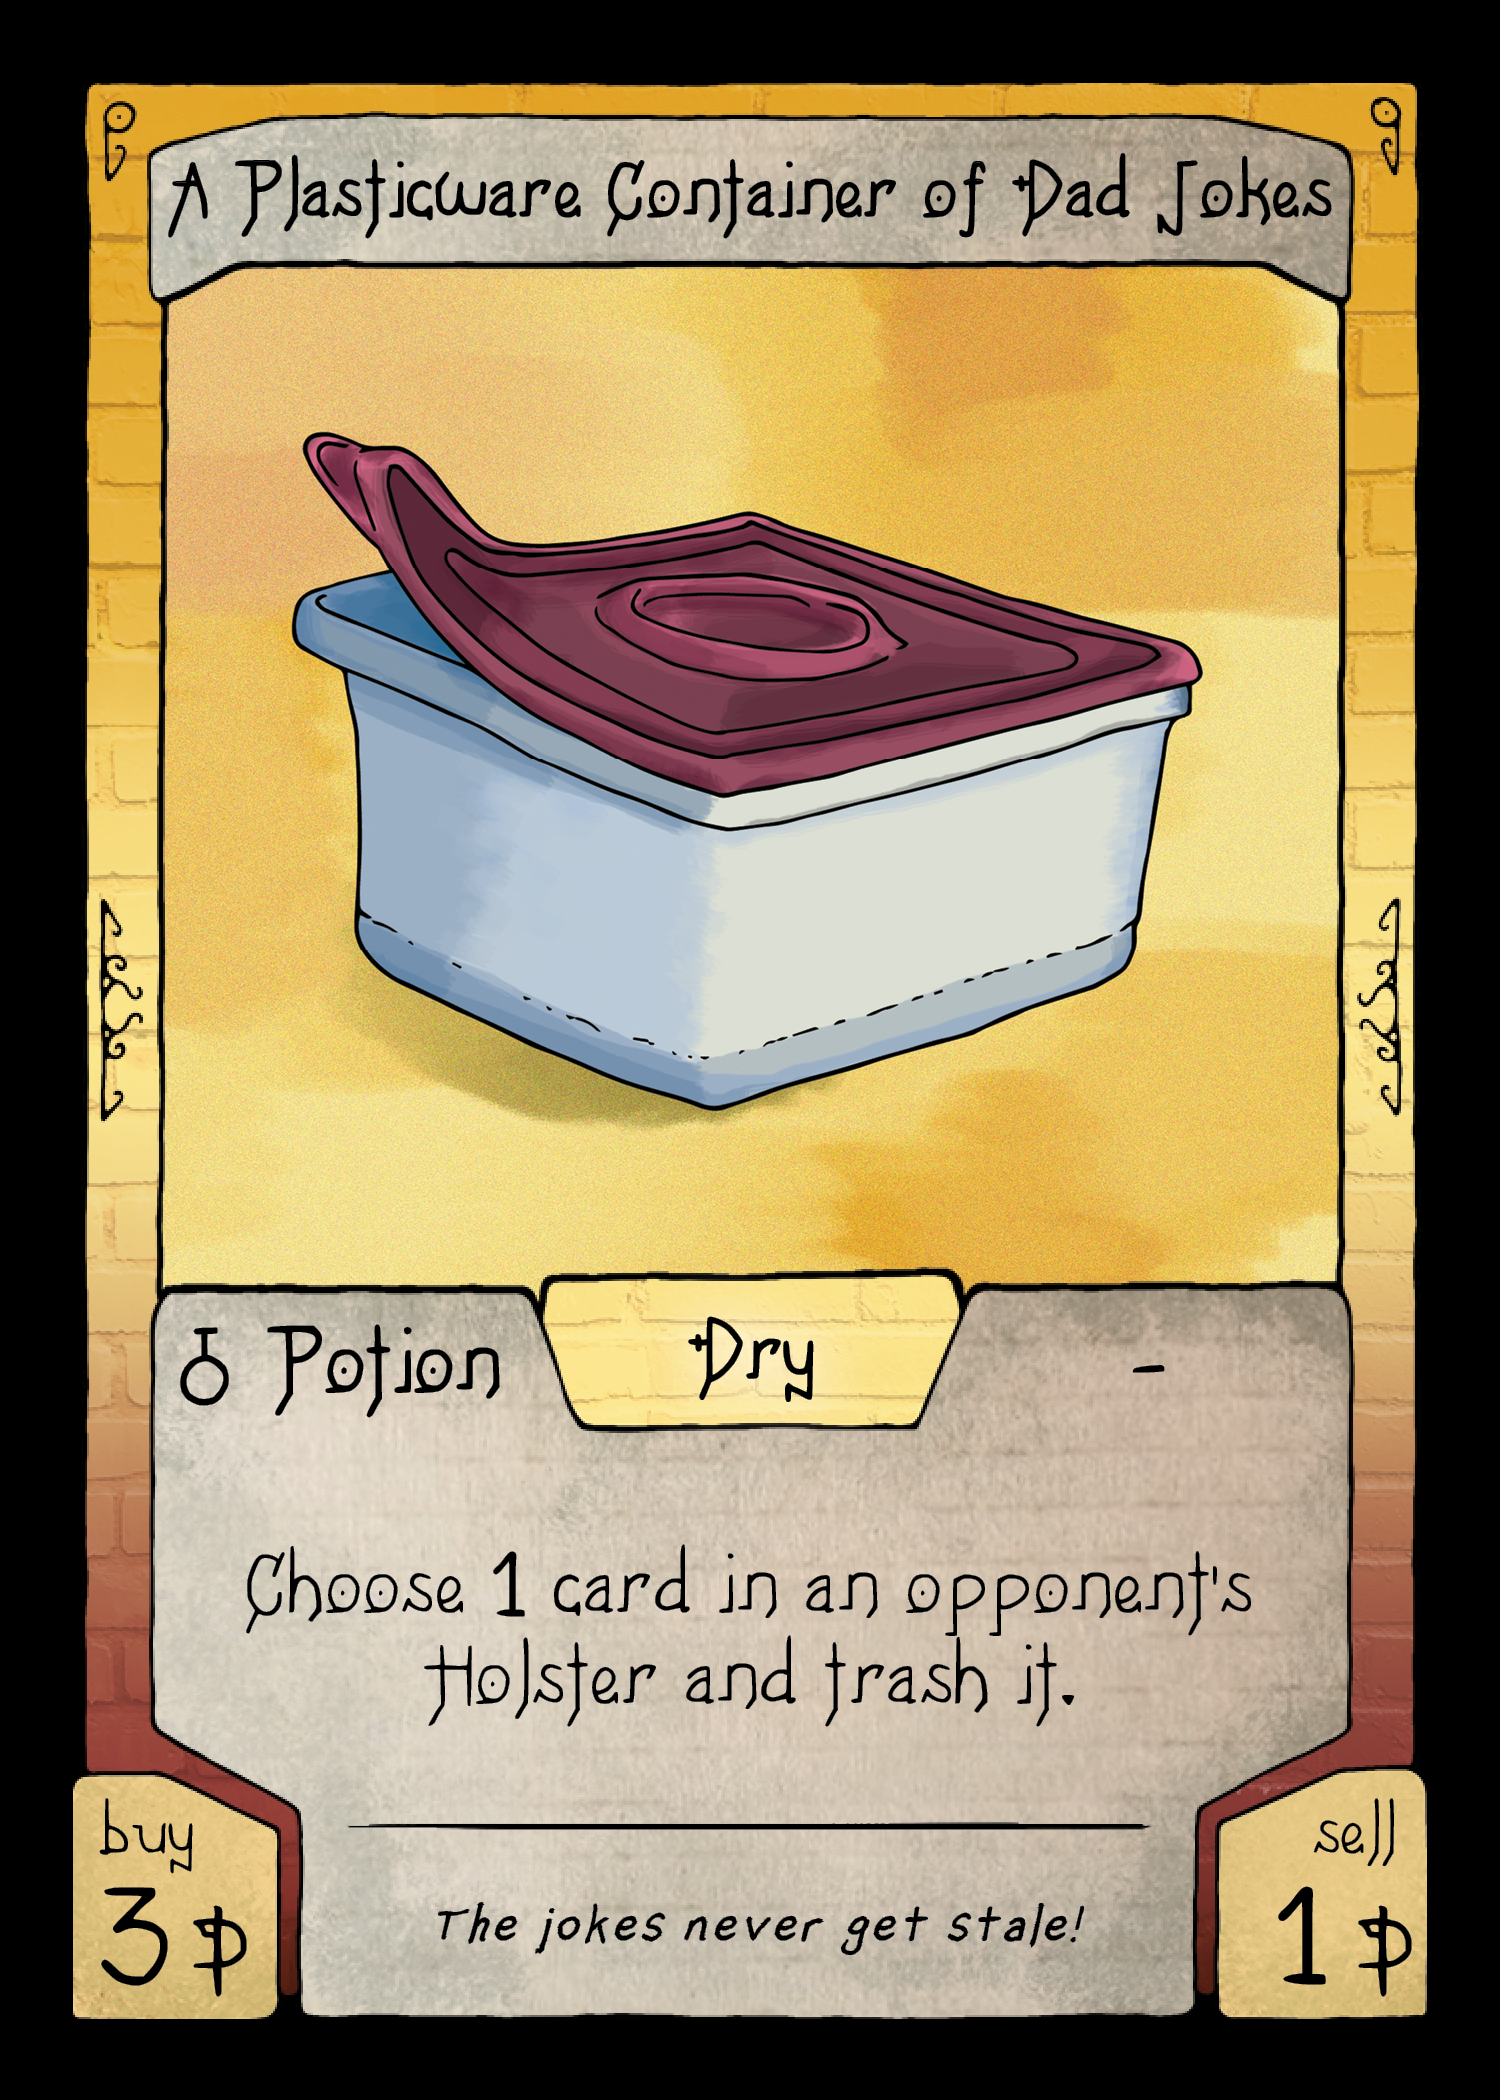 A Plasticware Container of Dad Jokes
Potion
Dry
-
Choose 1 card in an opponent's
Holster and trash it.
The jokes never get stale!
buy
3
sell
1